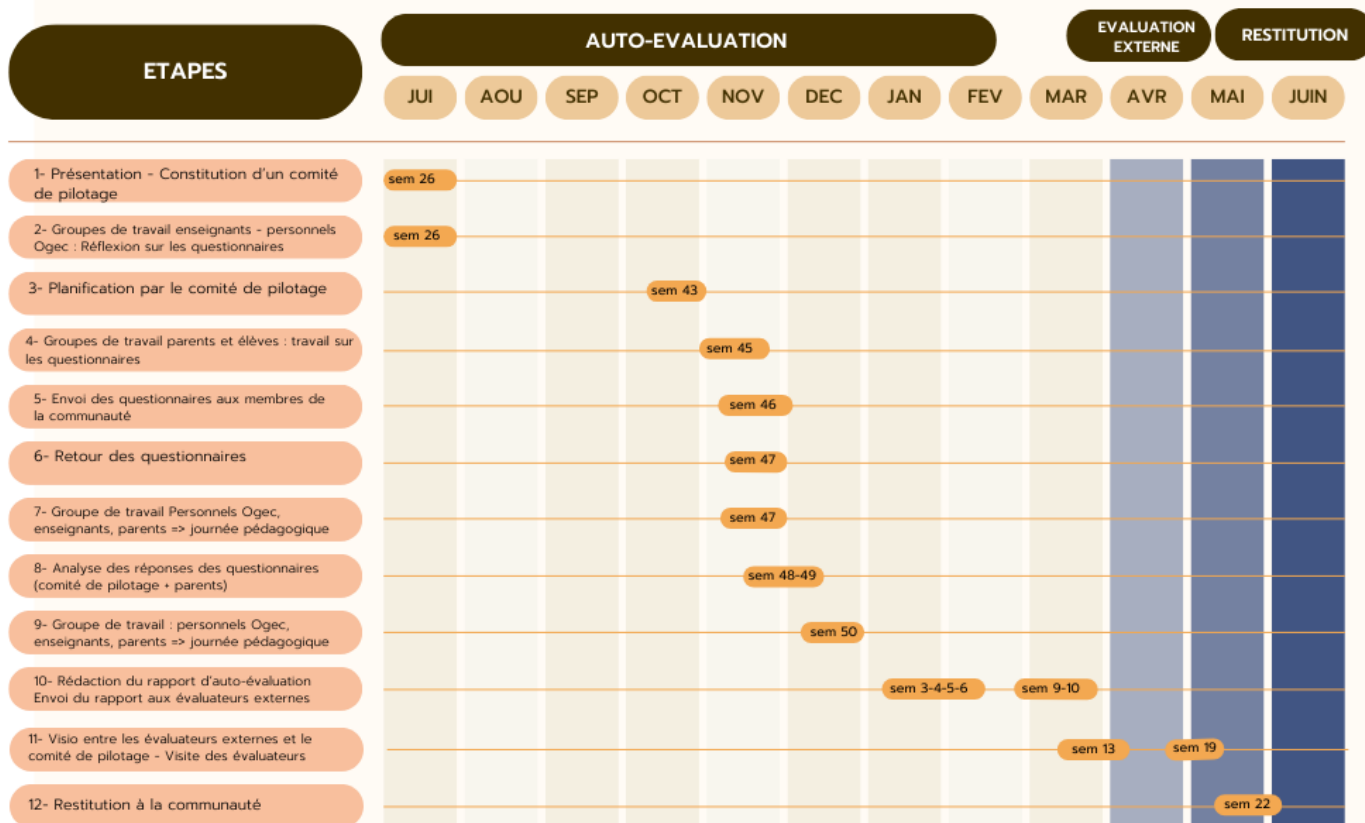 ETAPES
AUTO-EVALUATION
EVALUATION
EXTERNE
RESTITUTION
JUI AOU SEP OCT NOV DEC JAN FEV MAR AVR MAI JUIN
1- Présentation - Constitution d'un comité
de pilotage
sem 26
2- Groupes de travail enseignants - personnels
Ogec : Réflexion sur les questionnaires
sem 26
3- Planification par le comité de pilotage
sem 43
4- Groupes de travail parents et élèves : travail sur
les questionnaires
sem 45
5- Envoi des questionnaires aux membres de
la communauté
sem 46
6- Retour des questionnaires
sem 47
7- Groupe de travail Personnels Ogec,
enseignants, parents => journée pédagogique
sem 47
8- Analyse des réponses des questionnaires
(comité de pilotage + parents)
sem 48-49
9- Groupe de travail : personnels Ogec,
enseignants, parents => journée pédagogique
sem 50
10- Rédaction du rapport d'auto-évaluation
Envoi du rapport aux évaluateurs externes
sem 3-4-5-6 sem 9-10
11- Visio entre les évaluateurs externes et le
comité de pilotage - Visite des évaluateurs
sem 13 sem 19
12- Restitution à la communauté
sem 22